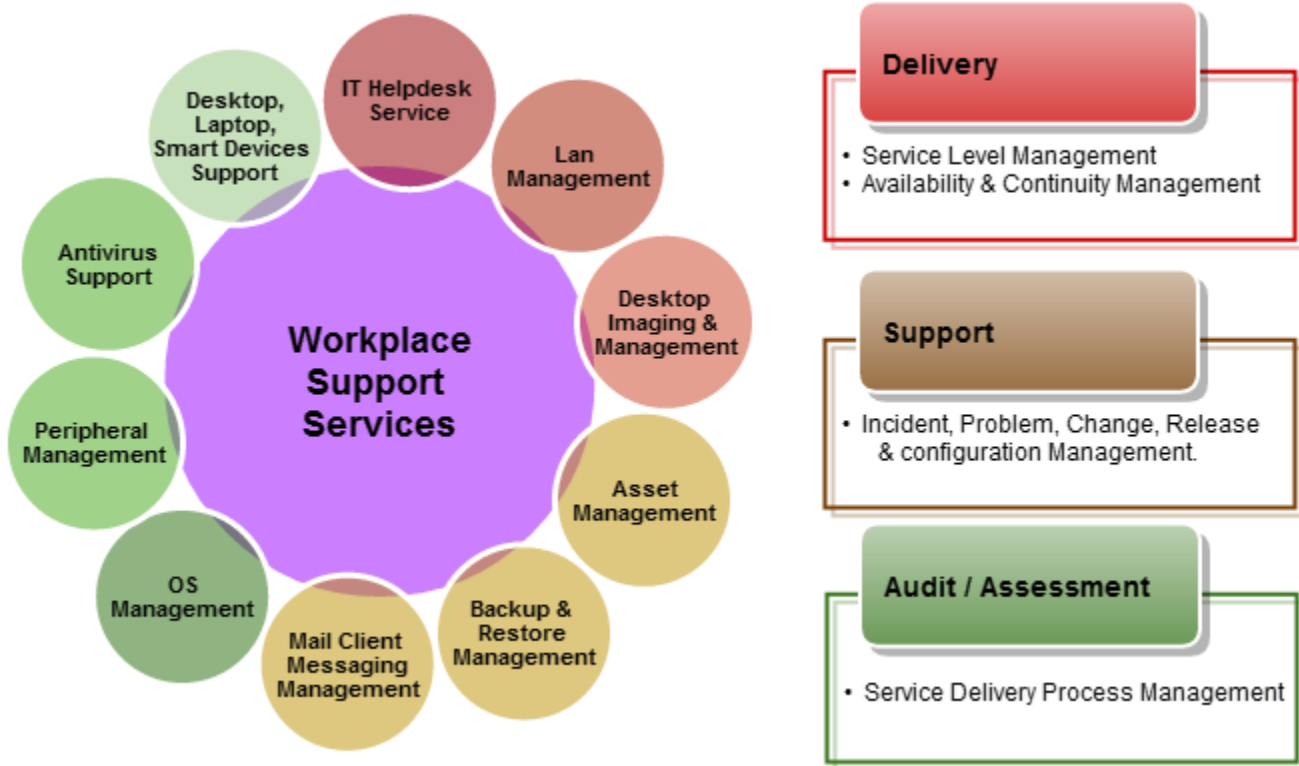 IT Helpdesk
Service
Lan
Management
Desktop
Imaging &
Management
Asset
Management
Backup &
Restore
Management
Mail Client
Messaging
Management
OS
Management
Peripheral
Management
Antivirus
Support
Desktop,
Laptop,
Smart Devices
Support
Workplace
Support
Services
Delivery
• Service Level Management
• Availability & Continuity Management
Support
• Incident, Problem, Change, Release
& configuration Management.
Audit / Assessment
• Service Delivery Process Management